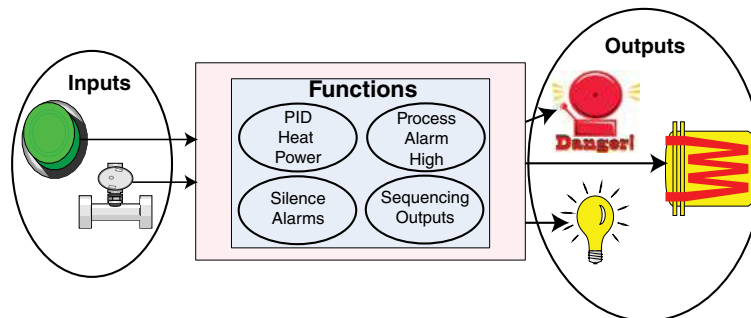 Inputs
Functions
PID
Heat
Power
Process
Alarm
High
Silence
Alarms
Sequencing
Outputs
Outputs
Danger!